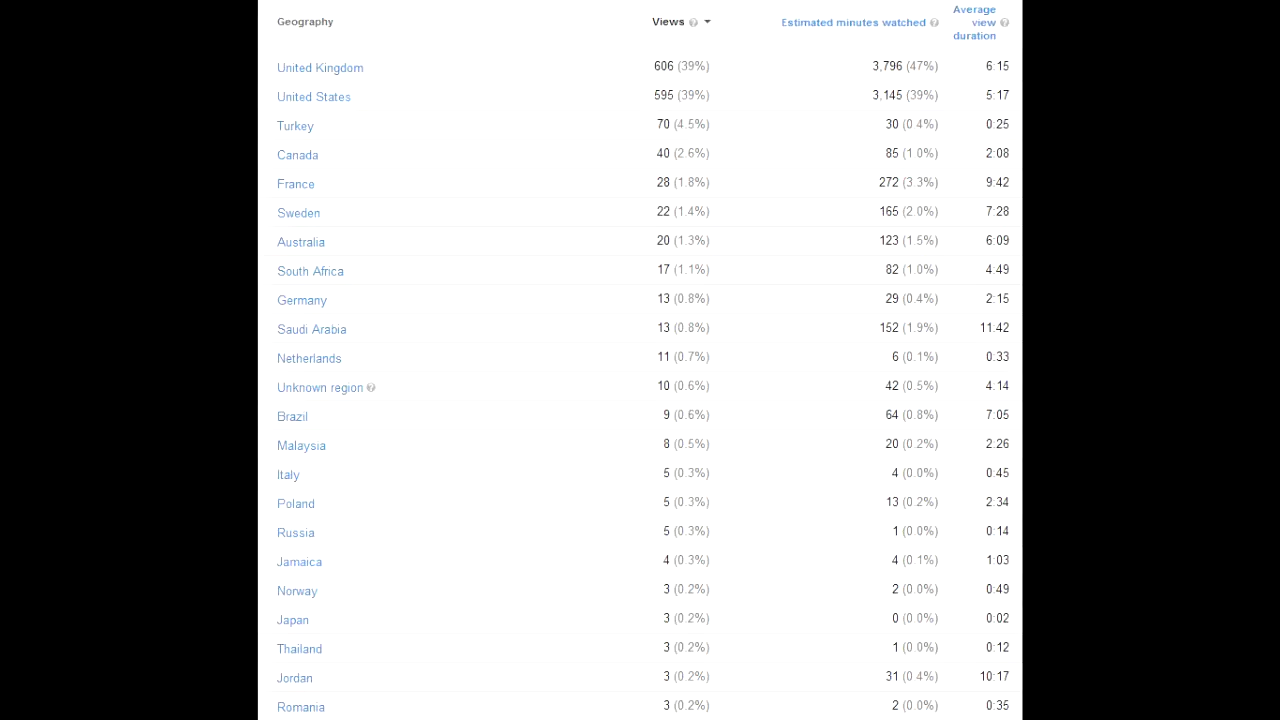 Geography Views Estimated minutes watched Average view duration
United Kingdom 606 (39%) 3,796 (47%) 6:15
United States 595 (39%) 3,145 (39%) 5:17
Turkey 70 (4.5%) 30 (0.4%) 0:25
Canada 40 (2.6%) 85 (1.0%) 2:08
France 28 (1.8%) 272 (3.3%) 9:42
Sweden 22 (1.4%) 165 (2.0%) 7:28
Australia 20 (1.3%) 123 (1.5%) 6:09
South Africa 17 (1.1%) 82 (1.0%) 4:49
Germany 13 (0.8%) 29 (0.4%) 2:15
Saudi Arabia 13 (0.8%) 152 (1.9%) 11:42
Netherlands 11 (0.7%) 6 (0.1%) 0:33
Unknown region 10 (0.6%) 42 (0.5%) 4:14
Brazil 9 (0.6%) 64 (0.8%) 7:05
Malaysia 8 (0.5%) 20 (0.2%) 2:26
Italy 5 (0.3%) 4 (0.0%) 0:45
Poland 5 (0.3%) 13 (0.2%) 2:34
Russia 5 (0.3%) 1 (0.0%) 0:14
Jamaica 4 (0.3%) 4 (0.1%) 1:03
Norway 3 (0.2%) 2 (0.0%) 0:49
Japan 3 (0.2%) 0 (0.0%) 0:02
Thailand 3 (0.2%) 1 (0.0%) 0:12
Jordan 3 (0.2%) 31 (0.4%) 10:17
Romania 3 (0.2%) 2 (0.0%) 0:35